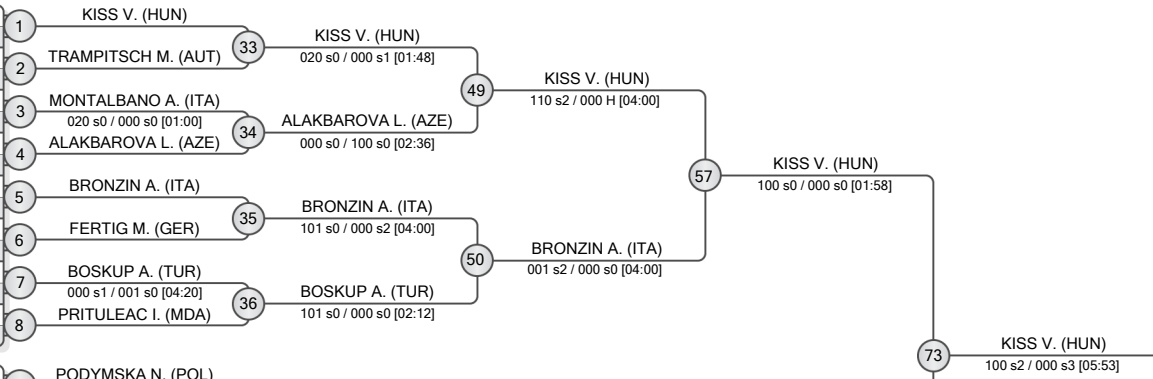 1
KISS V. (HUN)
2
TRAMPITSCH M. (AUT)
33
KISS V. (HUN)
020 s0 / 000 s1 [01:48]
3
MONTALBANO A. (ITA)
020 s0 / 000 s0 [01:00]
4
ALAKBAROVA L. (AZE)
34
ALAKBAROVA L. (AZE)
000 s0 / 100 s0 [02:36]
49
KISS V. (HUN)
110 s2 / 000 H [04:00]
5
BRONZIN A. (ITA)
6
FERTIG M. (GER)
35
BRONZIN A. (ITA)
101 s0 / 000 s2 [04:00]
7
BOSKUP A. (TUR)
000 s1 / 001 s0 [04:20]
8
PRITULEAC I. (MDA)
36
BOSKUP A. (TUR)
101 s0 / 000 s0 [02:12]
50
BRONZIN A. (ITA)
001 s2 / 000 s0 [04:00]
57
KISS V. (HUN)
100 s0 / 000 s0 [01:58]
73
KISS V. (HUN)
100 s2 / 000 s3 [05:53]
PODYMSKA N. (POL)